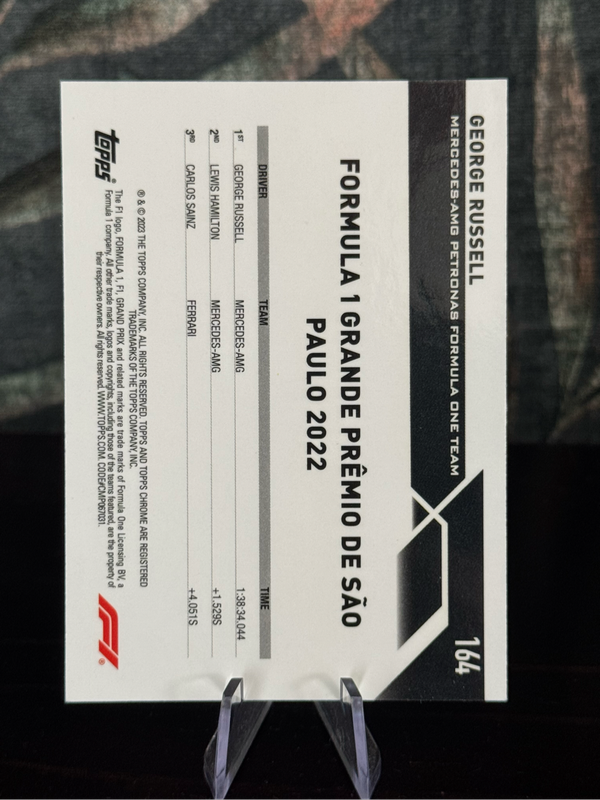 GEORGE RUSSELL
MERCEDES-AMG PETRONAS FORMULA ONE TEAM
164
FORMULA 1 GRANDE PRÊMIO DE SÃO
PAULO 2022
DRIVER TEAM TIME
1ST GEORGE RUSSELL MERCEDES-AMG 1:38:34.044
2ND LEWIS HAMILTON MERCEDES-AMG +1.529S
3RD CARLOS SAINZ FERRARI +4.051S
® & © 2023 THE TOPPS COMPANY, INC. ALL RIGHTS RESERVED. TOPPS AND TOPPS CHROME ARE REGISTERED
TRADEMARKS OF THE TOPPS COMPANY, INC.
The F1 logo, FORMULA 1, F1, GRAND PRIX and related marks are trade marks of Formula One Licensing BV, a
Formula 1 company. All other trade marks, logos and copyrights, including those of the teams featured, are the property of
their respective owners. All rights reserved. WWW.TOPPS.COM. CODE#CMP067031.
topps®
F1®